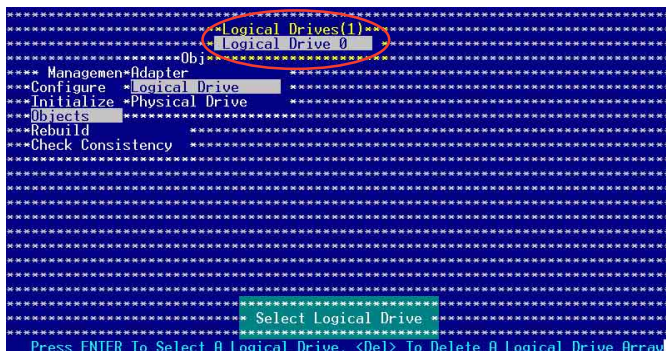 Logical Drives(1)
Logical Drive 0
Obj
Managemen Adapter
Configure Logical Drive
Initialize Physical Drive
Objects
Rebuild
Check Consistency
Select Logical Drive
Press ENTER To Select A Logical Drive, <Del> To Delete A Logical Drive Array